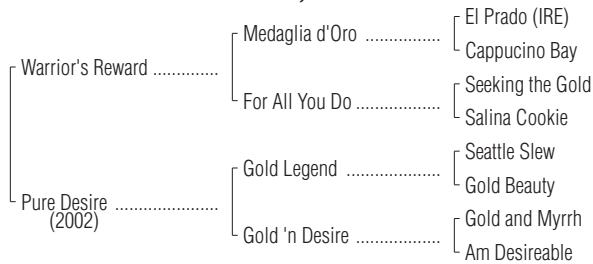 El Prado (IRE)
Medaglia d'Oro ..................
Cappucino Bay
Warrior's Reward ..............
Seeking the Gold
For All You Do ....................
Salina Cookie
Seattle Slew
Gold Legend ......................
Gold Beauty
Pure Desire ......................
(2002)
Gold and Myrrh
Gold 'n Desire ....................
Am Desireable